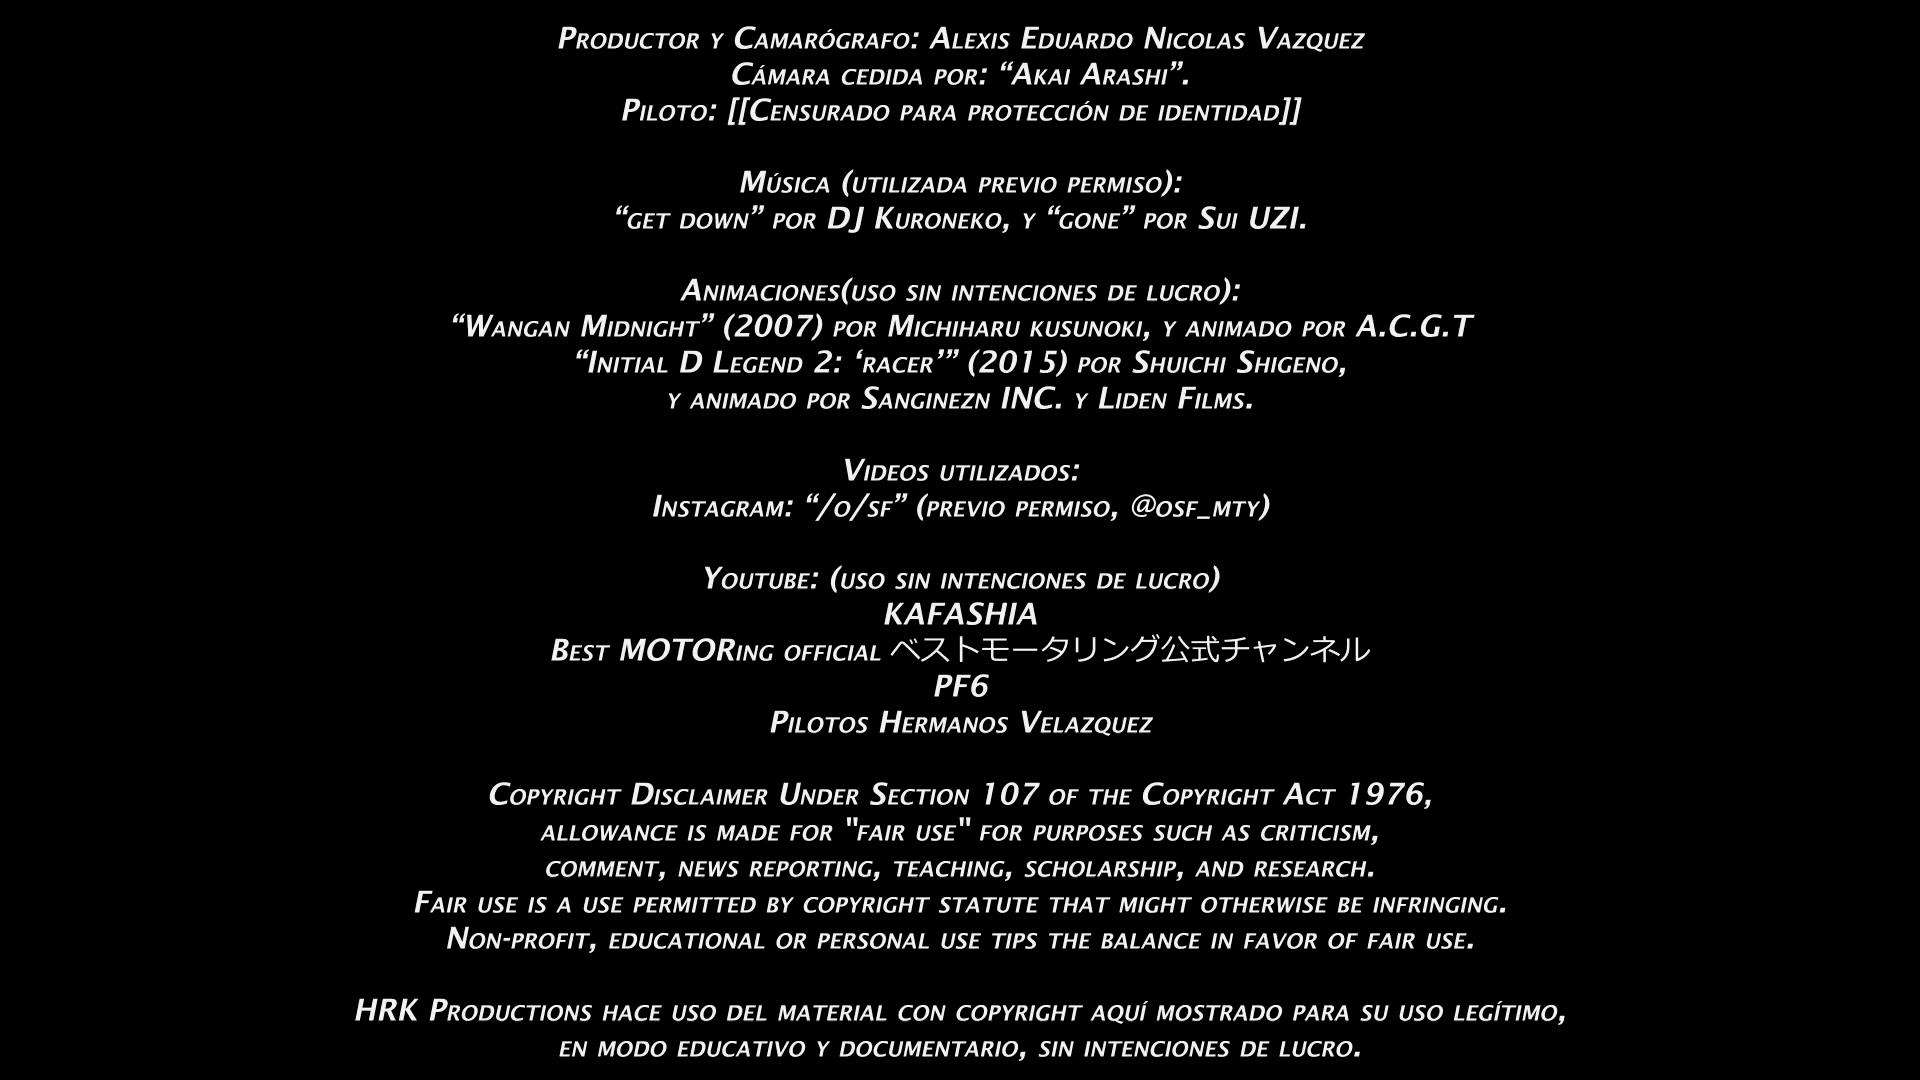 Productor y Camarógrafo: Alexis Eduardo Nicolas Vazquez
Cámara cedida por: “Akai Arashi”.
Piloto: [[Censurado para protección de identidad]]
Música (utilizada previo permiso):
“get down” por DJ Kuroneko, y “gone” por Sui UZI.
Animaciones(uso sin intenciones de lucro):
“Wangan Midnight” (2007) por Michiharu kusunoki, y animado por A.C.G.T
“Initial D Legend 2: ‘racer’” (2015) por Shuichi Shigeno,
y animado por Sanginezn INC. y Liden Films.
Videos utilizados:
Instagram: “/o/sf” (previo permiso, @osf_mty)
Youtube: (uso sin intenciones de lucro)
KAFASHIA
Best MOTORing official ベストモータリング公式チャンネル
PF6
Pilotos Hermanos Velazquez
Copyright Disclaimer Under Section 107 of the Copyright Act 1976,
allowance is made for "fair use" for purposes such as criticism,
comment, news reporting, teaching, scholarship, and research.
Fair use is a use permitted by copyright statute that might otherwise be infringing.
Non-profit, educational or personal use tips the balance in favor of fair use.
HRK Productions hace uso del material con copyright aquí mostrado para su uso legítimo,
en modo educativo y documentario, sin intenciones de lucro.